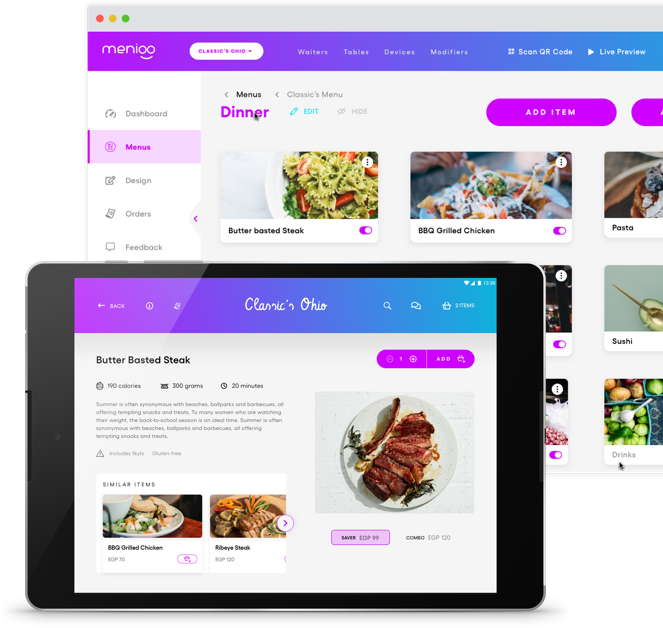 menioo
CLASSIC'S OHIO
Waiters Tables Devices Modifiers
Scan QR Code
Live Preview
Menus
Classic's Menu
Dinner
EDIT
HIDE
ADD ITEM
Dashboard
Menus
Design
Orders
Feedback
Butter basted Steak
BBQ Grilled Chicken
Pasta
Sushi
Drinks
BACK
Classic's Ohio
2 ITEMS
Butter Basted Steak
1
ADD
190 calories
300 grams
20 minutes
Summer is often synonymous with beaches, ballparks and barbecues, all
offering tempting snacks and treats. To many women who are watching
their weight, the back-to-school season is an ideal time. Summer is often
synonymous with beaches, ballparks and barbecues, all offering
tempting snacks and treats.
Includes Nuts
Gluten-free
SIMILAR ITEMS
BBQ Grilled Chicken
EGP 70
Ribeye Steak
EGP 120
SAVER EGP 99
COMBO EGP 120